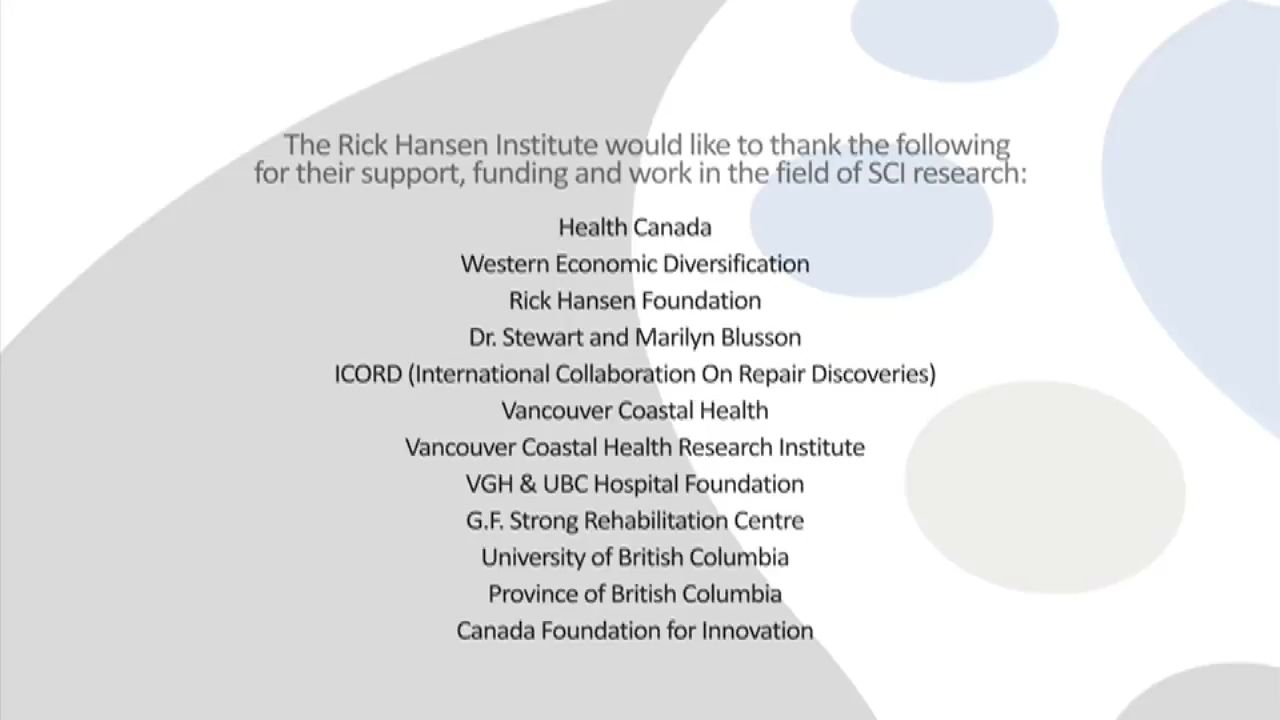 The Rick Hansen Institute would like to thank the following
for their support, funding and work in the field of SCI research:
Health Canada
Western Economic Diversification
Rick Hansen Foundation
Dr. Stewart and Marilyn Blusson
ICORD (International Collaboration On Repair Discoveries)
Vancouver Coastal Health
Vancouver Coastal Health Research Institute
VGH & UBC Hospital Foundation
G.F. Strong Rehabilitation Centre
University of British Columbia
Province of British Columbia
Canada Foundation for Innovation